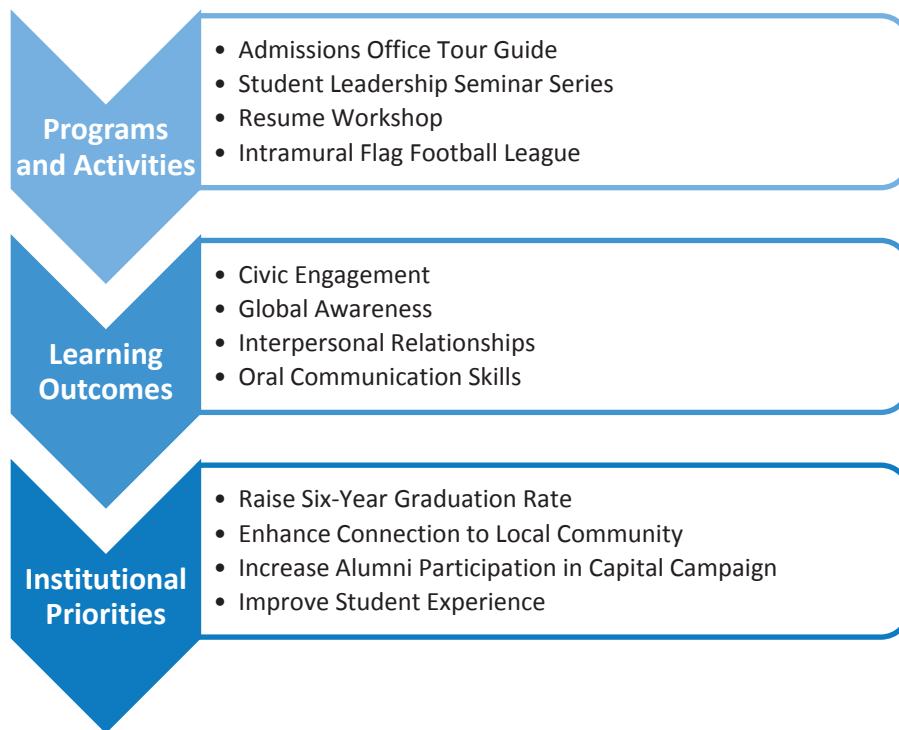 Programs
and Activities
• Admissions Office Tour Guide
• Student Leadership Seminar Series
• Resume Workshop
• Intramural Flag Football League
Learning
Outcomes
• Civic Engagement
• Global Awareness
• Interpersonal Relationships
• Oral Communication Skills
Institutional
Priorities
• Raise Six-Year Graduation Rate
• Enhance Connection to Local Community
• Increase Alumni Participation in Capital Campaign
• Improve Student Experience